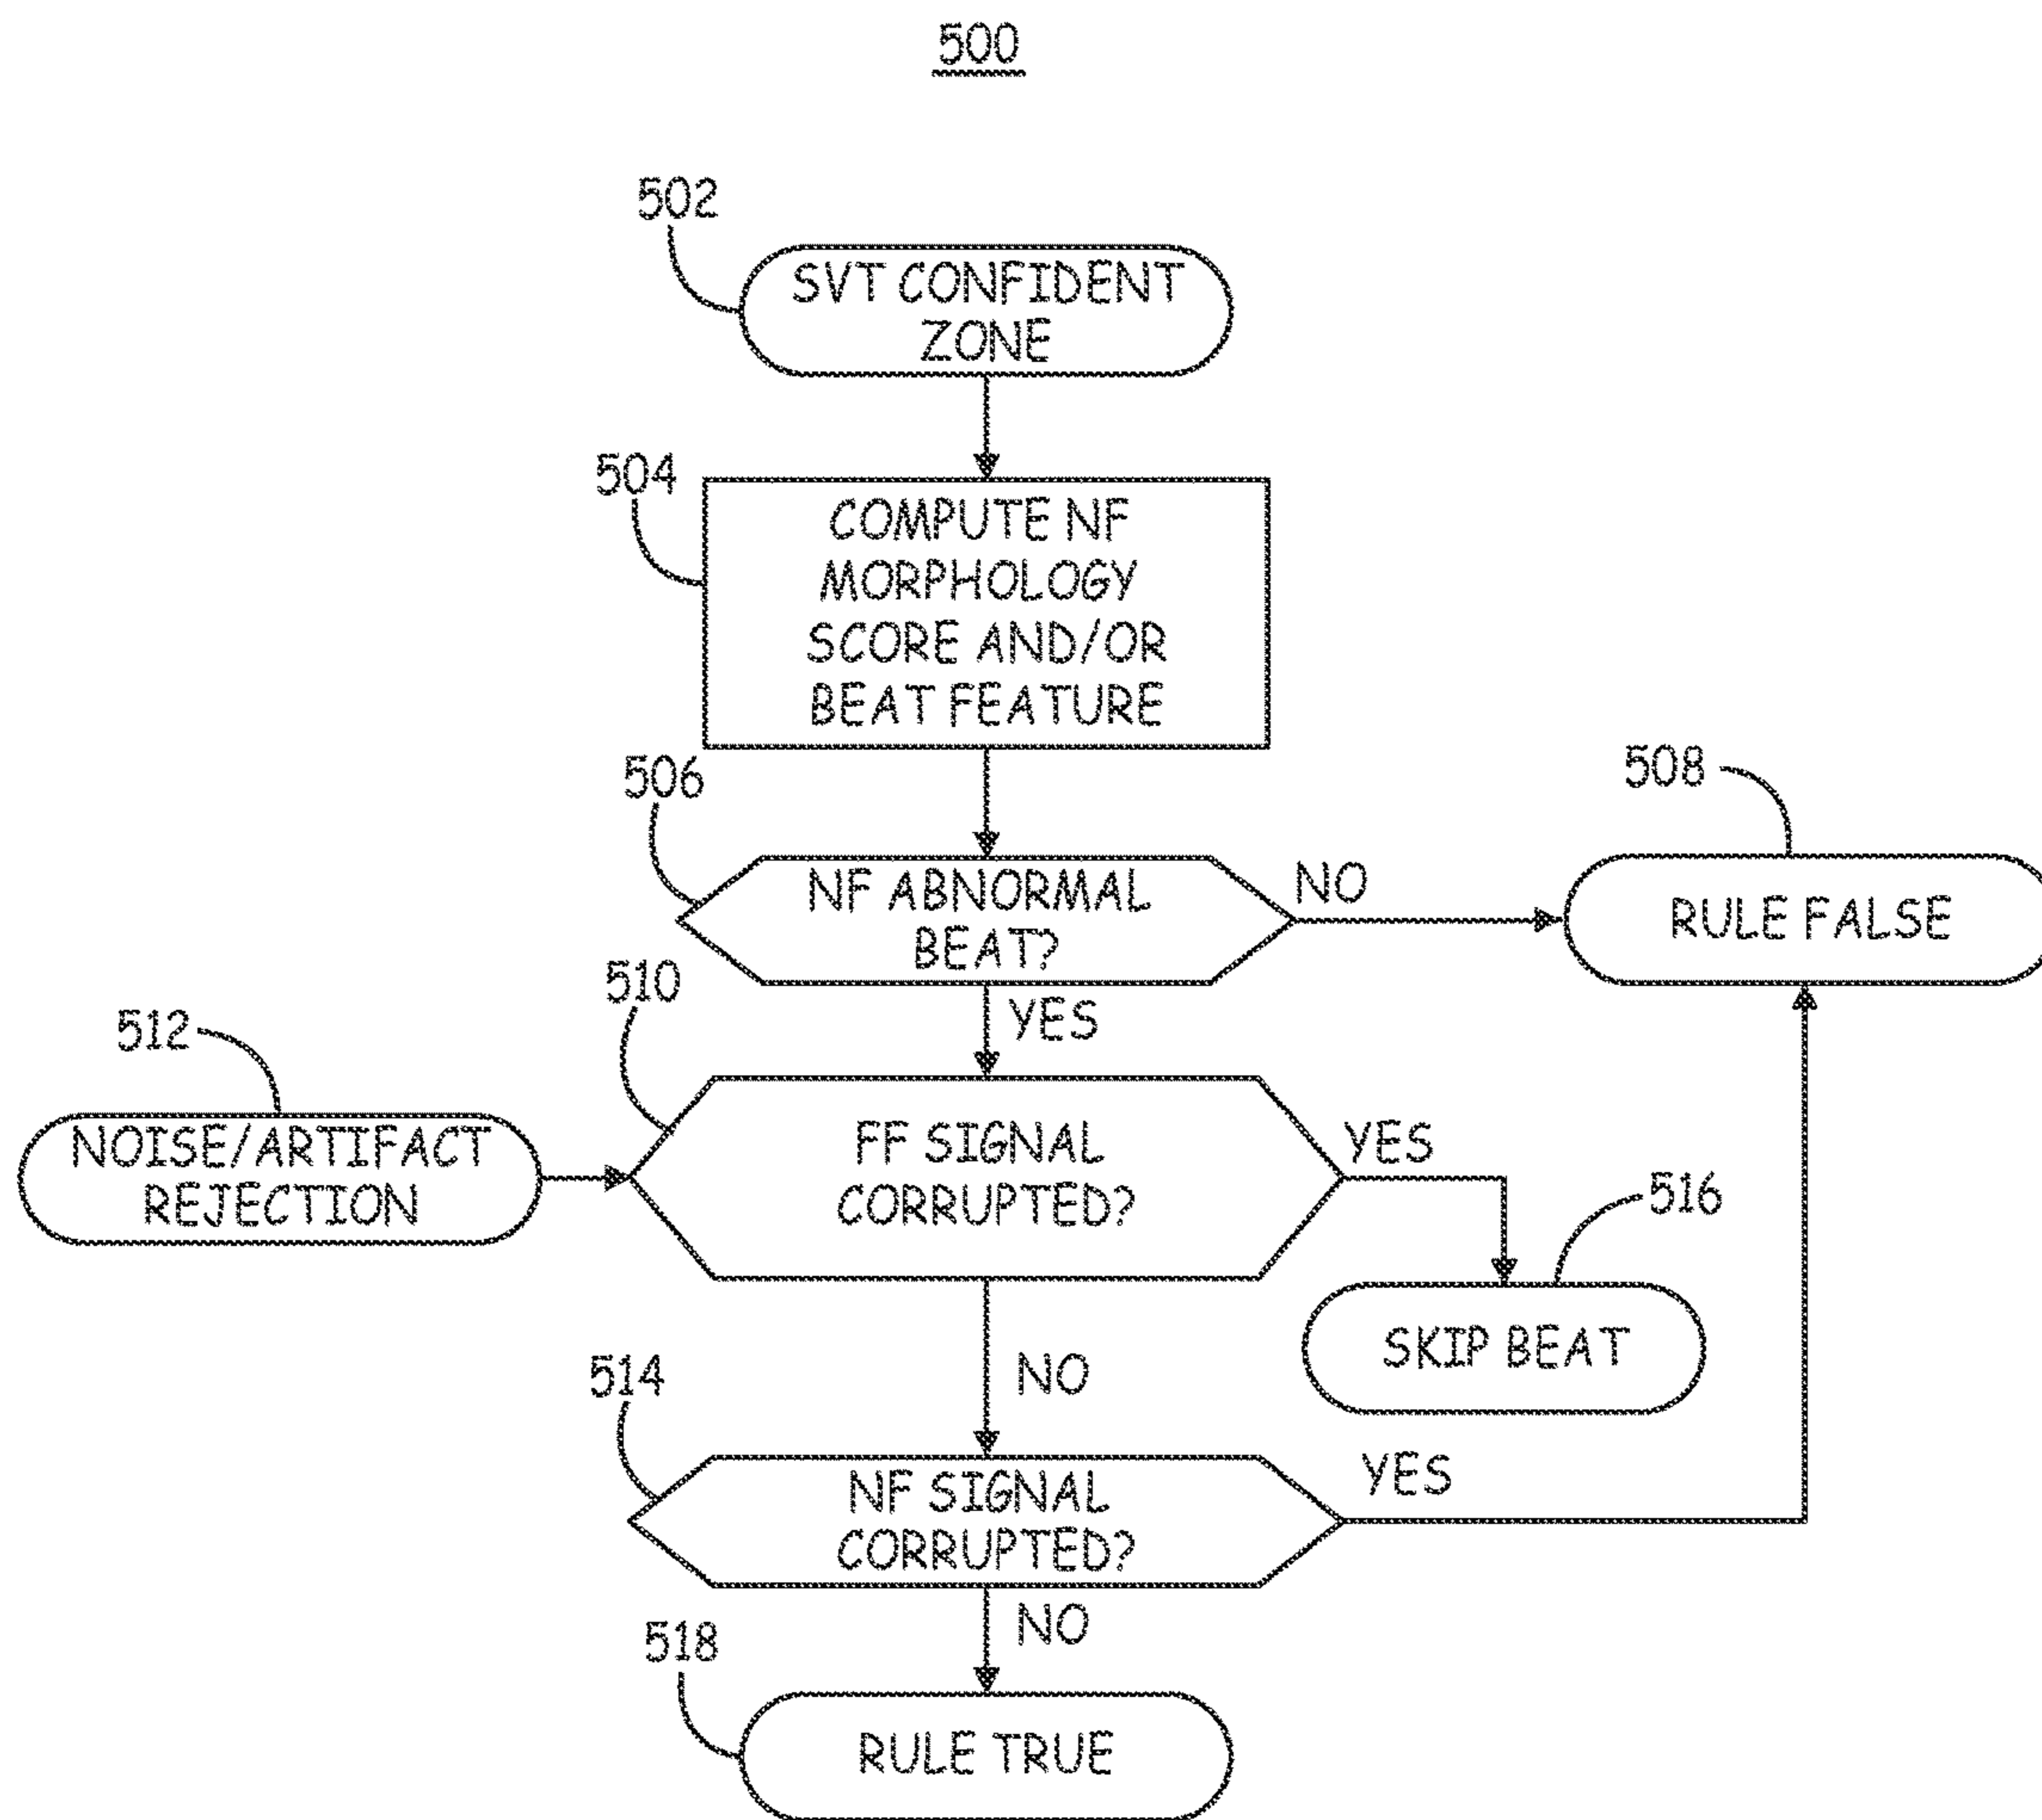 500
502
SVT CONFIDENT
ZONE
504
COMPUTE NF
MORPHOLOGY
SCORE AND/OR
BEAT FEATURE
506
NF ABNORMAL
BEAT?
NO
508
RULE FALSE
YES
510
512
NOISE/ARTIFACT
REJECTION
FF SIGNAL
CORRUPTED?
YES
516
SKIP BEAT
NO
514
NF SIGNAL
CORRUPTED?
YES
NO
518
RULE TRUE